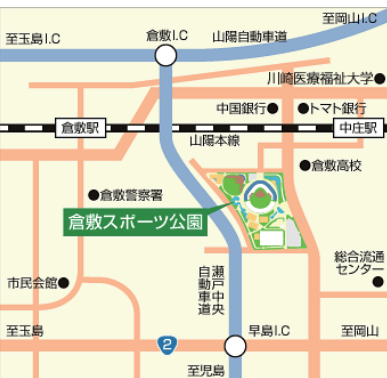 至岡山I.C
至玉島I.C
倉敷I.C
山陽自動車道
川崎医療福祉大学
中国銀行
トマト銀行
倉敷駅
中庄駅
山陽本線
倉敷高校
倉敷警察署
倉敷スポーツ公園
総合流通
センター
瀬戸中央
自動車道
市民会館
至玉島
2
早島I.C
至岡山
至児島